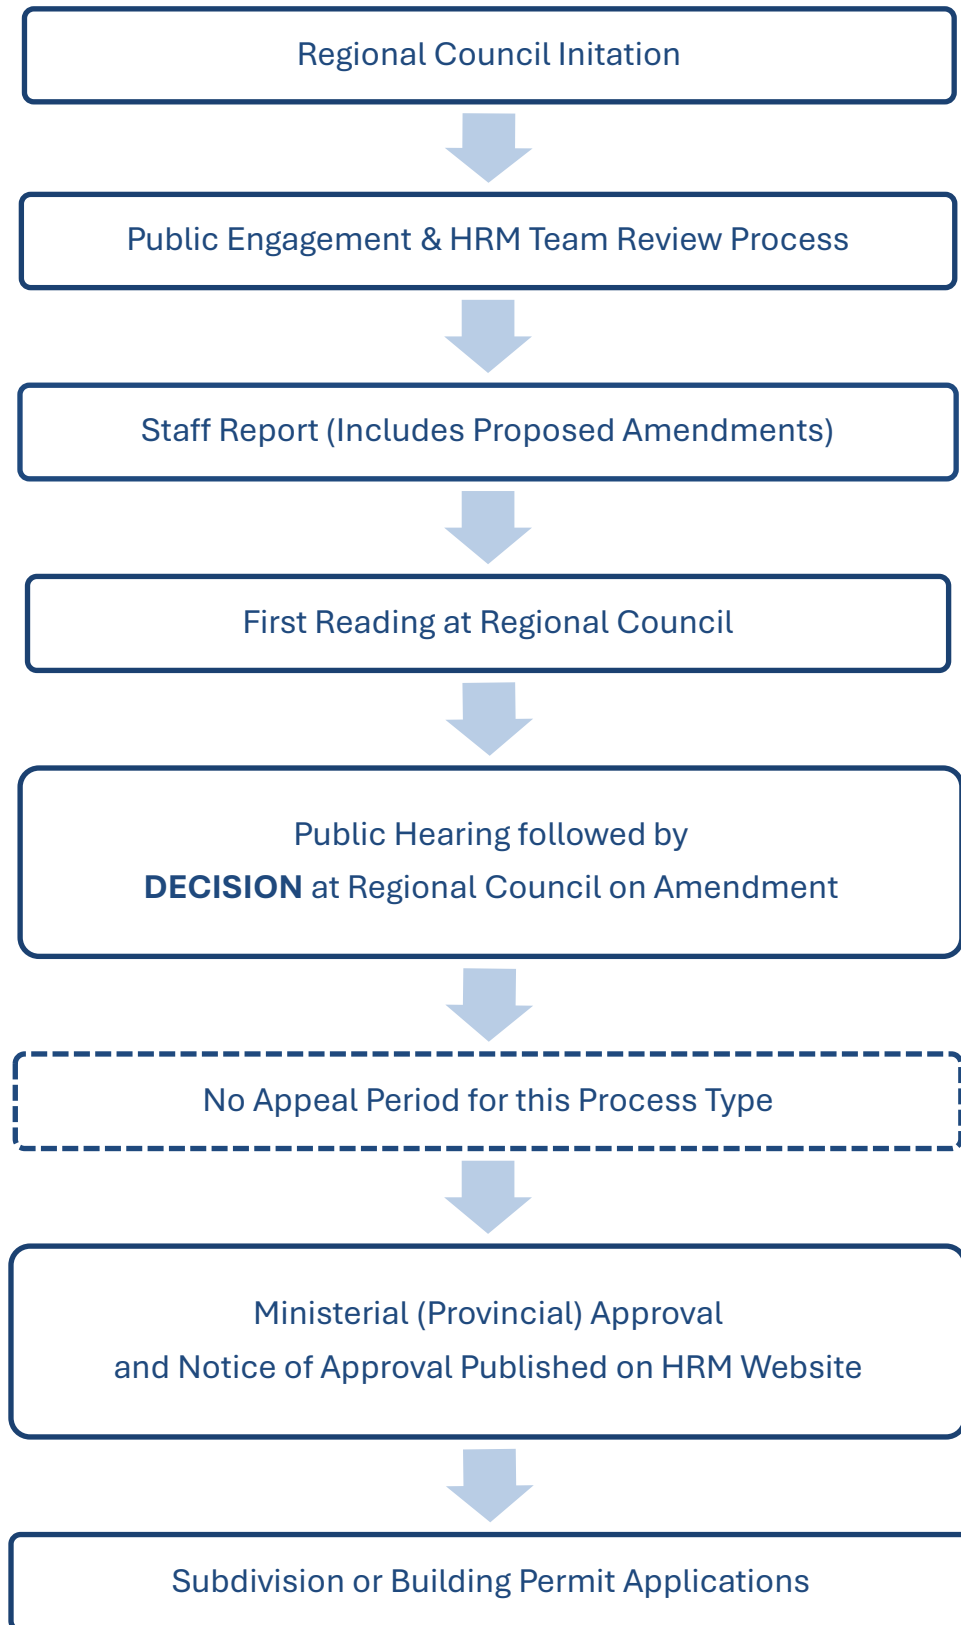 Regional Council Initation
Public Engagement & HRM Team Review Process
Staff Report (Includes Proposed Amendments)
First Reading at Regional Council
Public Hearing followed by
DECISION at Regional Council on Amendment
No Appeal Period for this Process Type
Ministerial (Provincial) Approval
and Notice of Approval Published on HRM Website
Subdivision or Building Permit Applications